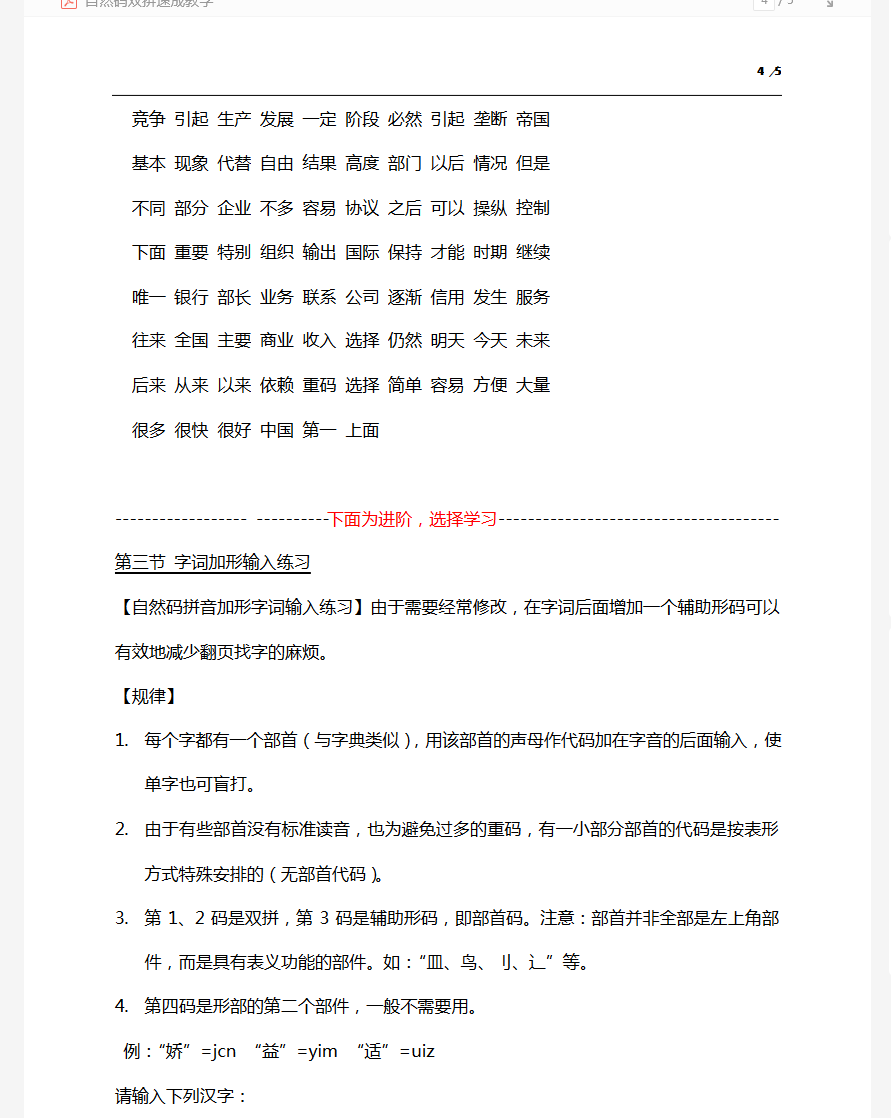 自然码双拼速成教学
4 / 5
4 /5
竞争 引起 生产 发展 一定 阶段 必然 引起 垄断 帝国
基本 现象 代替 自由 结果 高度 部门 以后 情况 但是
不同 部分 企业 不多 容易 协议 之后 可以 操纵 控制
下面 重要 特别 组织 输出 国际 保持 才能 时期 继续
唯一 银行 部长 业务 联系 公司 逐渐 信用 发生 服务
往来 全国 主要 商业 收入 选择 仍然 明天 今天 未来
后来 从来 以来 依赖 重码 选择 简单 容易 方便 大量
很多 很快 很好 中国 第一 上面
------------------ ----------下面为进阶，选择学习--------------------------------------
第三节 字词加形输入练习
【自然码拼音加形字词输入练习】由于需要经常修改，在字词后面增加一个辅助形码可以
有效地减少翻页找字的麻烦。
【规律】
1. 每个字都有一个部首（与字典类似），用该部首的声母作代码加在字音的后面输入，使
单字也可盲打。
2. 由于有些部首没有标准读音，也为避免过多的重码，有一小部分部首的代码是按表形
方式特殊安排的（无部首代码）。
3. 第 1、2 码是双拼，第 3 码是辅助形码，即部首码。注意：部首并非全部是左上角部
件，而是具有表义功能的部件。如：“皿、鸟、刂、辶”等。
4. 第四码是形部的第二个部件，一般不需要用。
例：“娇”=jcn “益”=yim “适”=uiz
请输入下列汉字：